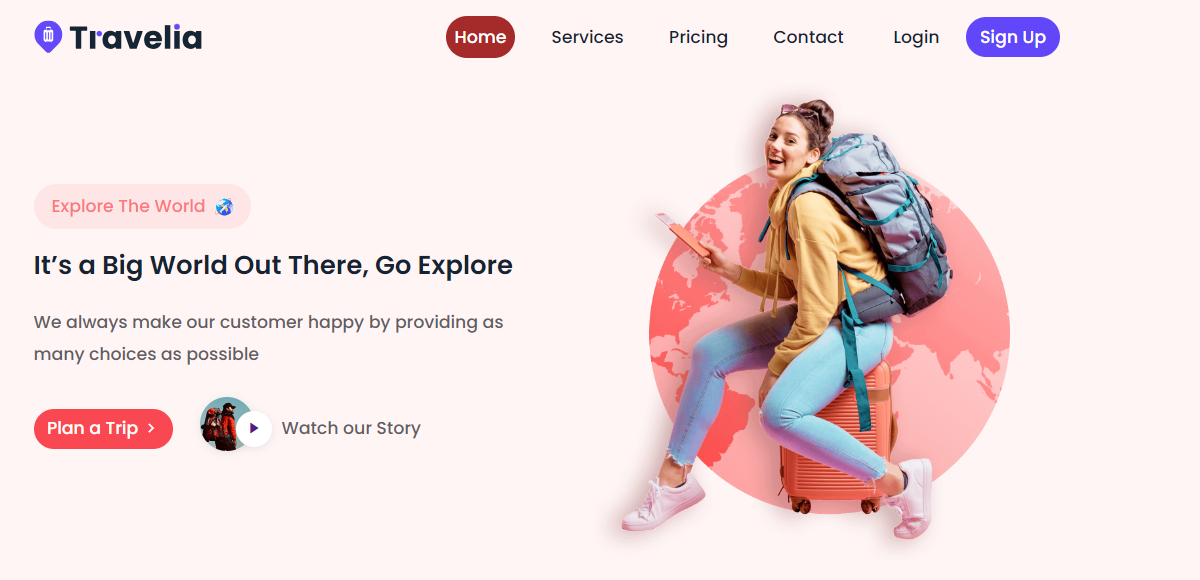 Travelia
Home Services Pricing Contact Login Sign Up
Explore The World
It’s a Big World Out There, Go Explore
We always make our customer happy by providing as
many choices as possible
Plan a Trip
Watch our Story